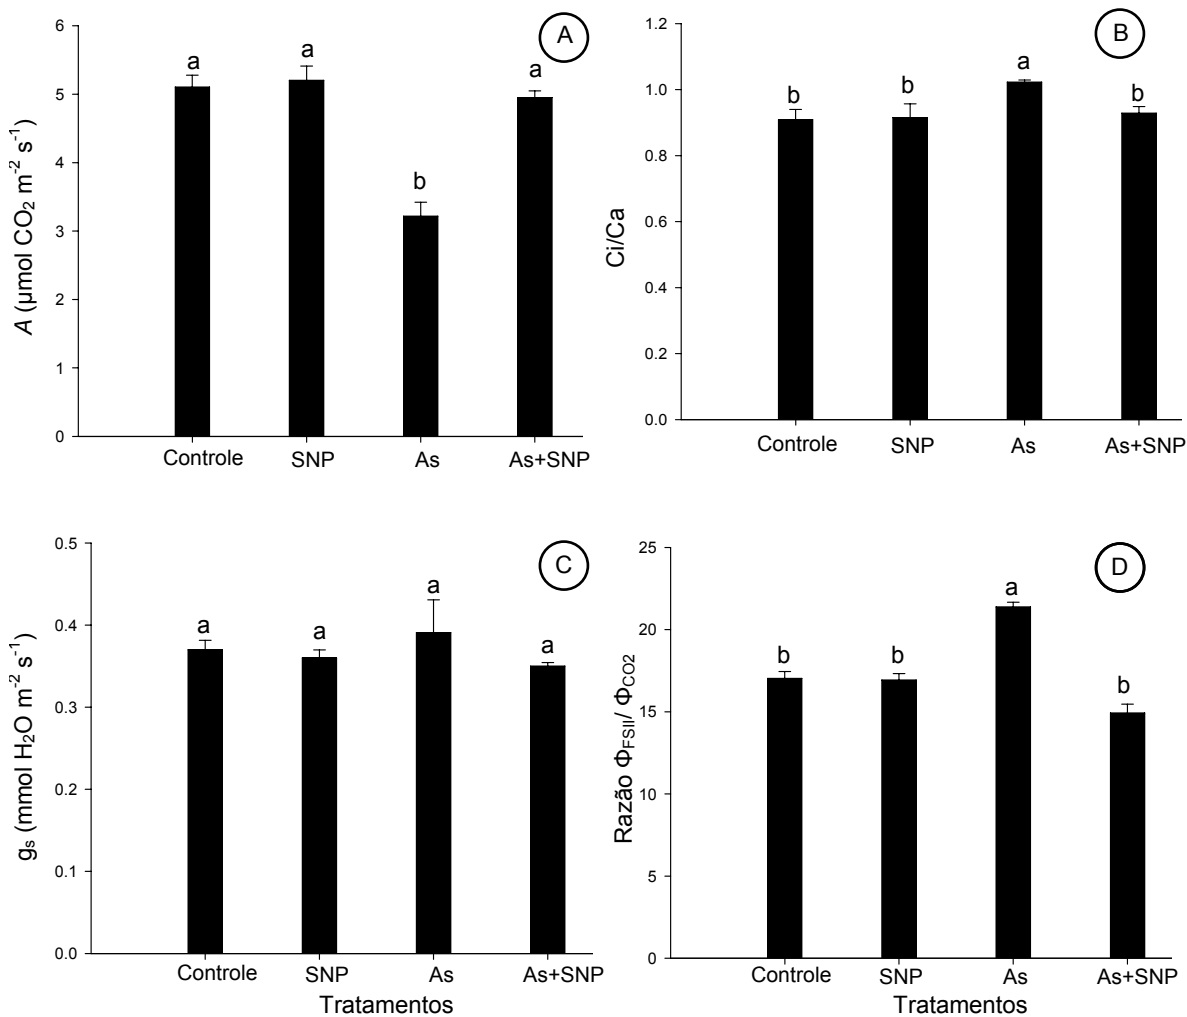 A
A (µmol CO₂ m⁻² s⁻¹)
6
5
4
3
2
1
0
a
a
b
a
Controle SNP As As+SNP
B
Ci/Ca
1.2
1.0
0.8
0.6
0.4
0.2
0.0
b
b
a
b
Controle SNP As As+SNP
C
gs (mmol H₂O m⁻² s⁻¹)
0.5
0.4
0.3
0.2
0.1
0.0
a
a
a
a
Controle SNP As As+SNP
Tratamentos
D
Razão ΦFSII/ ΦCO2
25
20
15
10
5
0
b
b
a
b
Controle SNP As As+SNP
Tratamentos